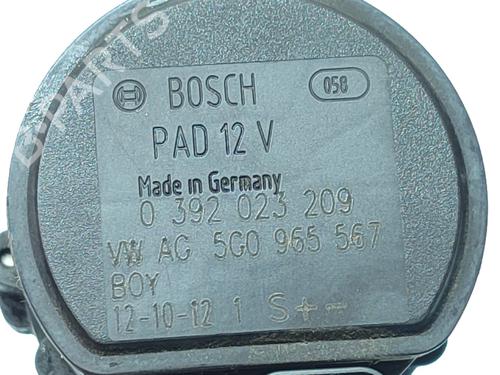 BOSCH 058
PAD 12 V
Made in Germany
0 392 023 209
VW AG 5G0 965 567
BOY
12-10-12 1 S + -
B-PARTS